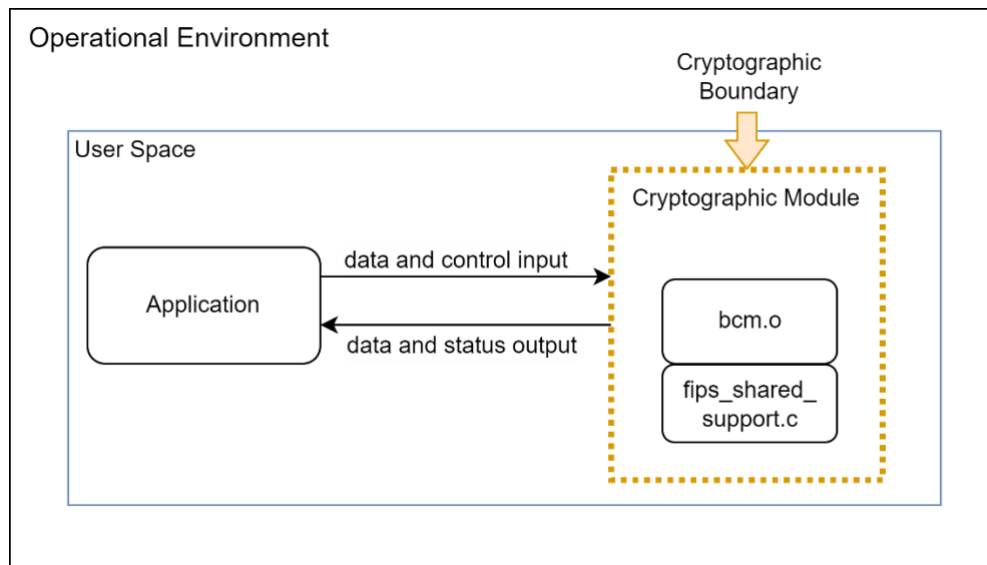 Operational Environment
Cryptographic
Boundary
User Space
Cryptographic Module
data and control input
Application
bcm.o
data and status output
fips_shared_
support.c